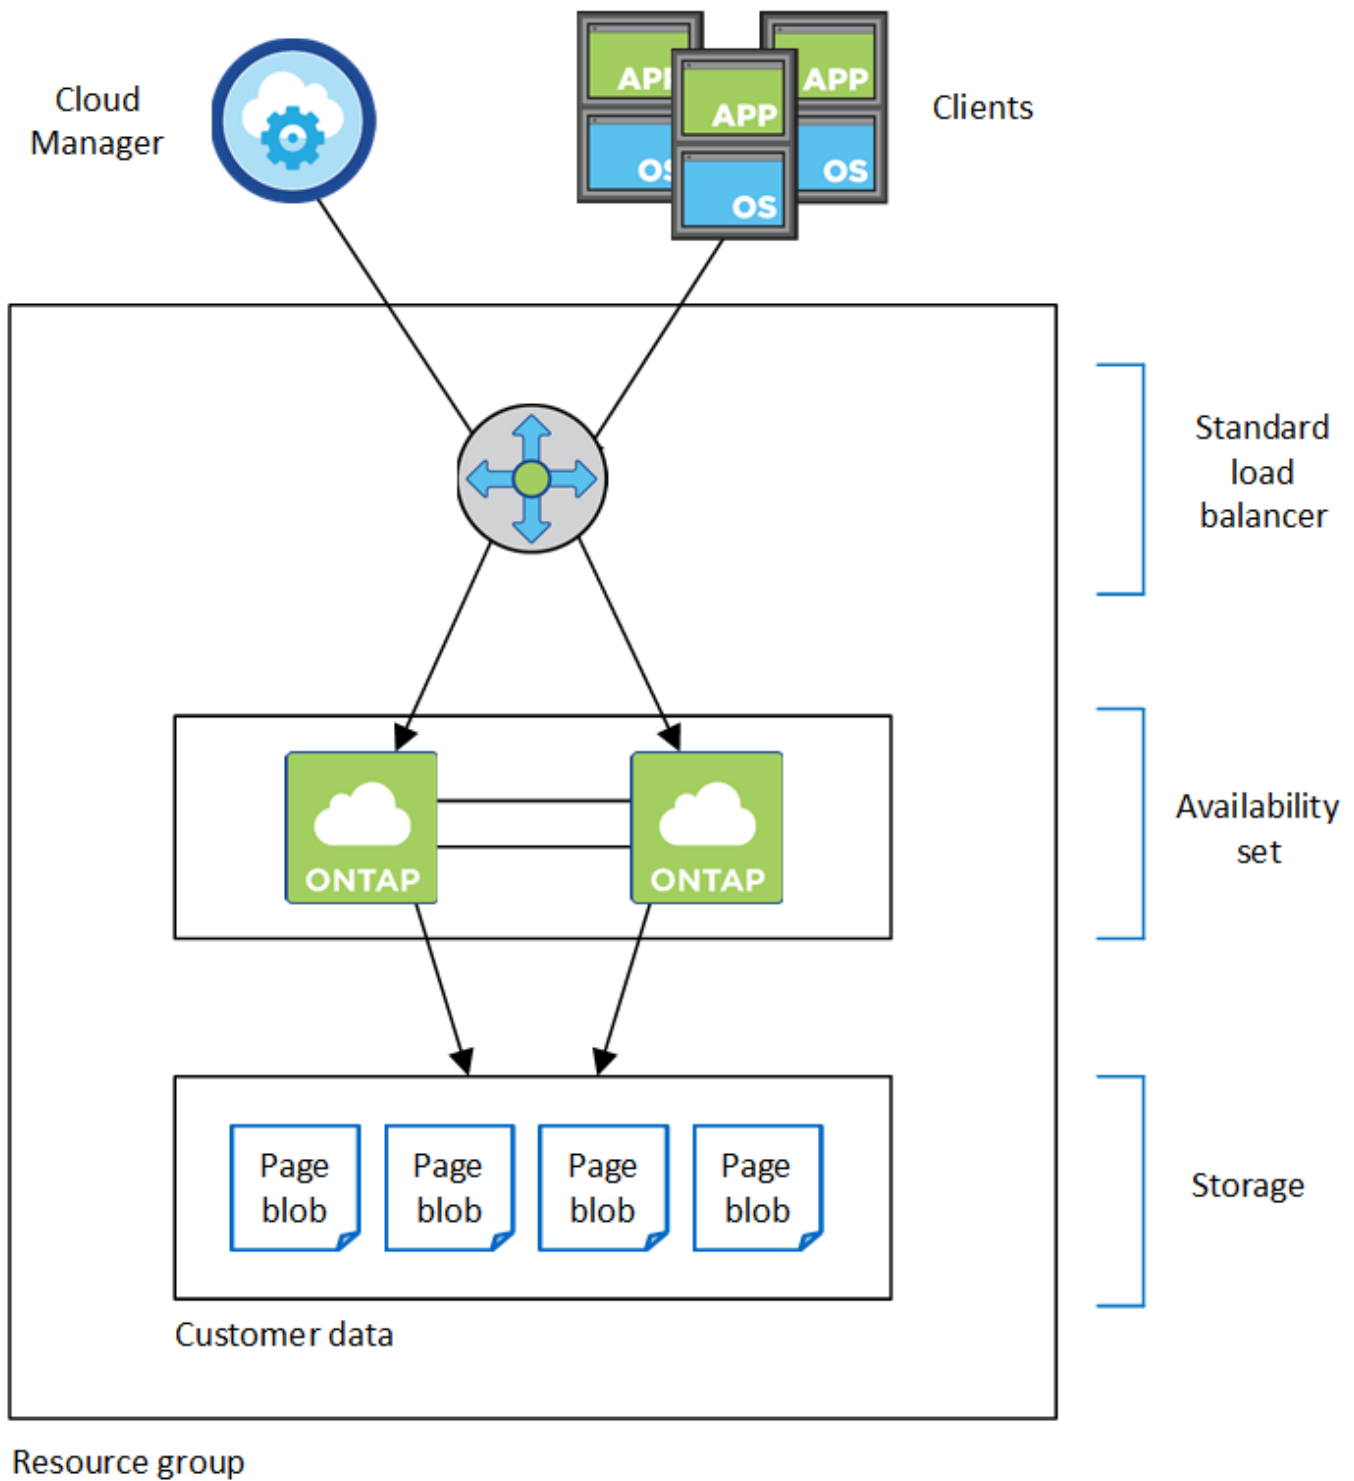 Cloud
Manager
APP
APP
APP
OS
OS
OS
Clients
Standard
load
balancer
ONTAP
ONTAP
Availability
set
Page
blob
Page
blob
Page
blob
Page
blob
Storage
Customer data
Resource group